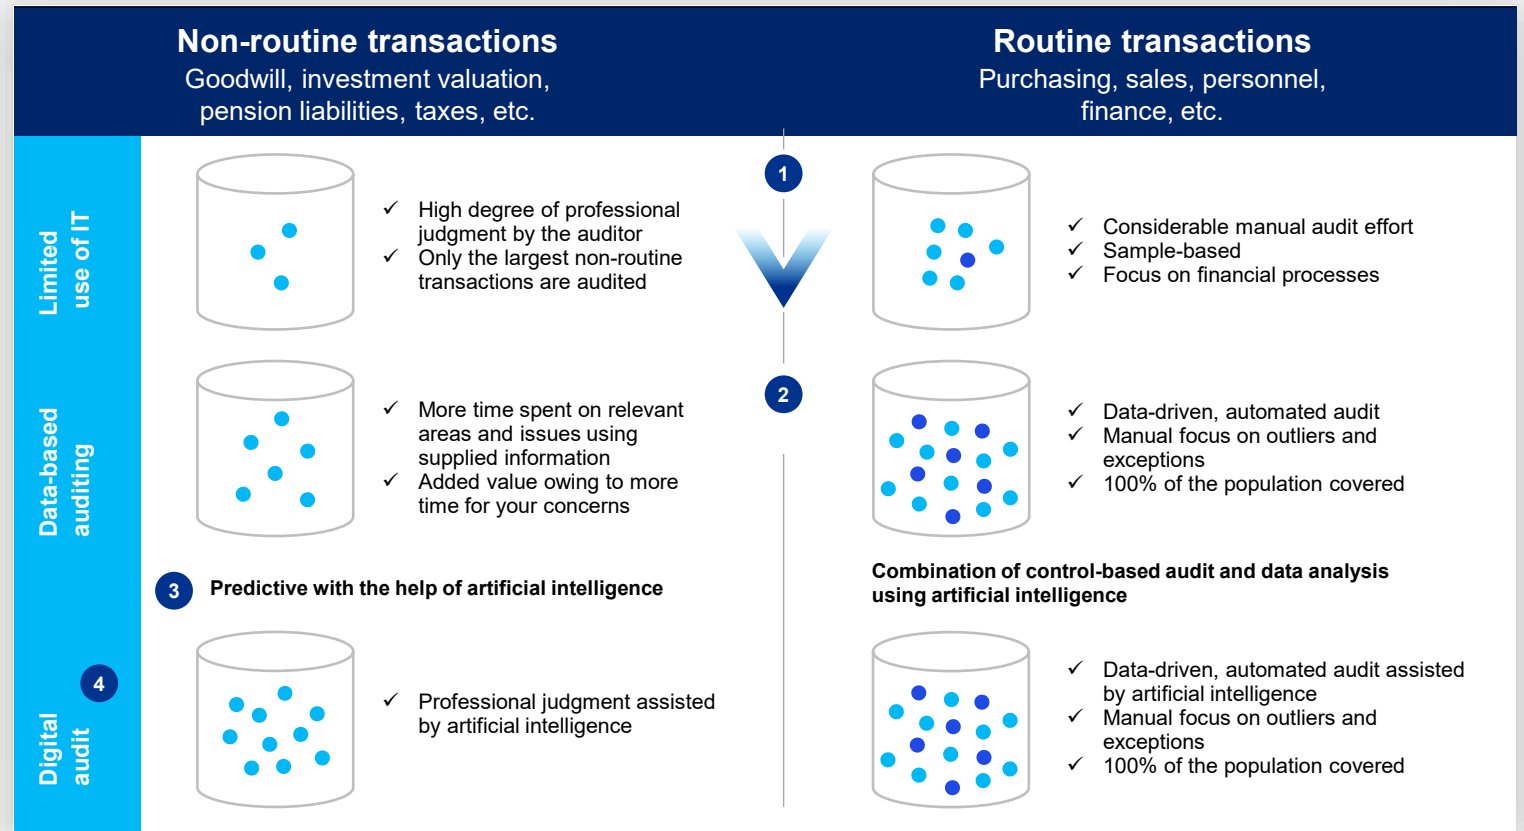 Non-routine transactions
Goodwill, investment valuation,
pension liabilities, taxes, etc.
Routine transactions
Purchasing, sales, personnel,
finance, etc.
Limited
use of IT
✓ High degree of professional
judgment by the auditor
✓ Only the largest non-routine
transactions are audited
1
✓ Considerable manual audit effort
✓ Sample-based
✓ Focus on financial processes
Data-based
auditing
✓ More time spent on relevant
areas and issues using
supplied information
✓ Added value owing to more
time for your concerns
2
✓ Data-driven, automated audit
✓ Manual focus on outliers and
exceptions
✓ 100% of the population covered
3
Predictive with the help of artificial intelligence
Combination of control-based audit and data analysis
using artificial intelligence
4
Digital
audit
✓ Professional judgment assisted
by artificial intelligence
✓ Data-driven, automated audit assisted
by artificial intelligence
✓ Manual focus on outliers and
exceptions
✓ 100% of the population covered